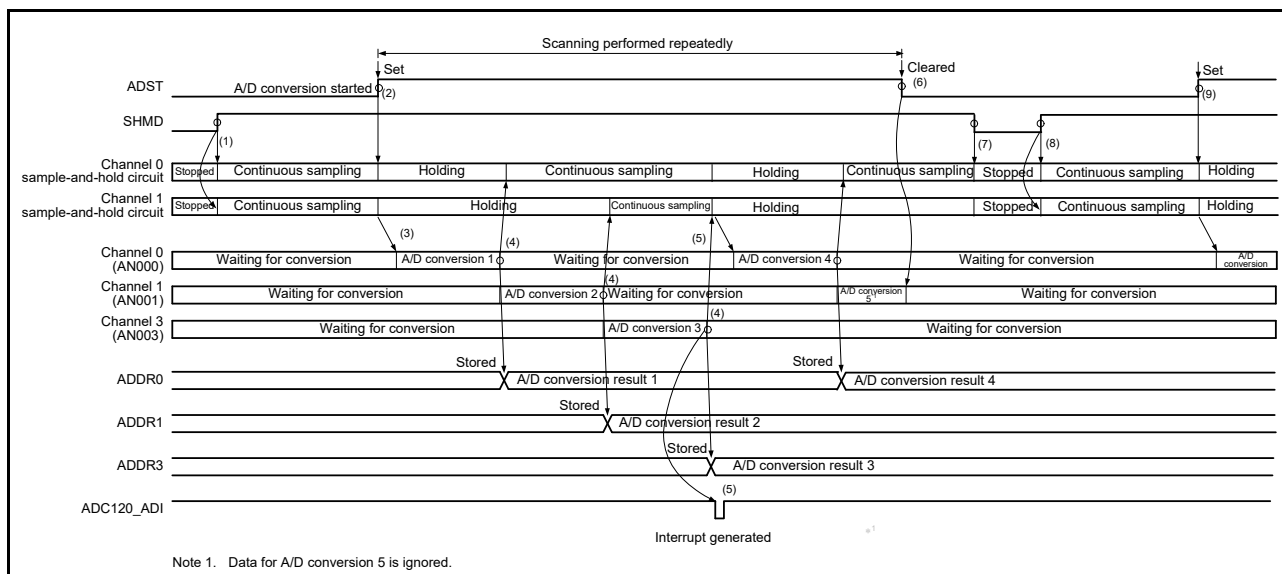 Scanning performed repeatedly
Set Cleared Set
ADST A/D conversion started (2) (6) (9)
SHMD (1) (7) (8)
Channel 0
sample-and-hold circuit Stopped Continuous sampling Holding Continuous sampling Holding Continuous sampling Stopped Continuous sampling Holding
Channel 1
sample-and-hold circuit Stopped Continuous sampling Holding Continuous sampling Holding Stopped Continuous sampling Holding
(3) (4) (5)
Channel 0
(AN000) Waiting for conversion A/D conversion 1 Waiting for conversion A/D conversion 4 Waiting for conversion A/D conversion
(4)
Channel 1
(AN001) Waiting for conversion A/D conversion 2 Waiting for conversion A/D conversion 5 Waiting for conversion
(4)
Channel 3
(AN003) Waiting for conversion A/D conversion 3 Waiting for conversion
Stored
ADDR0 A/D conversion result 1 A/D conversion result 4
Stored
ADDR1 A/D conversion result 2
Stored
ADDR3 A/D conversion result 3
(5)
ADC120_ADI
Interrupt generated *1
Note 1. Data for A/D conversion 5 is ignored.